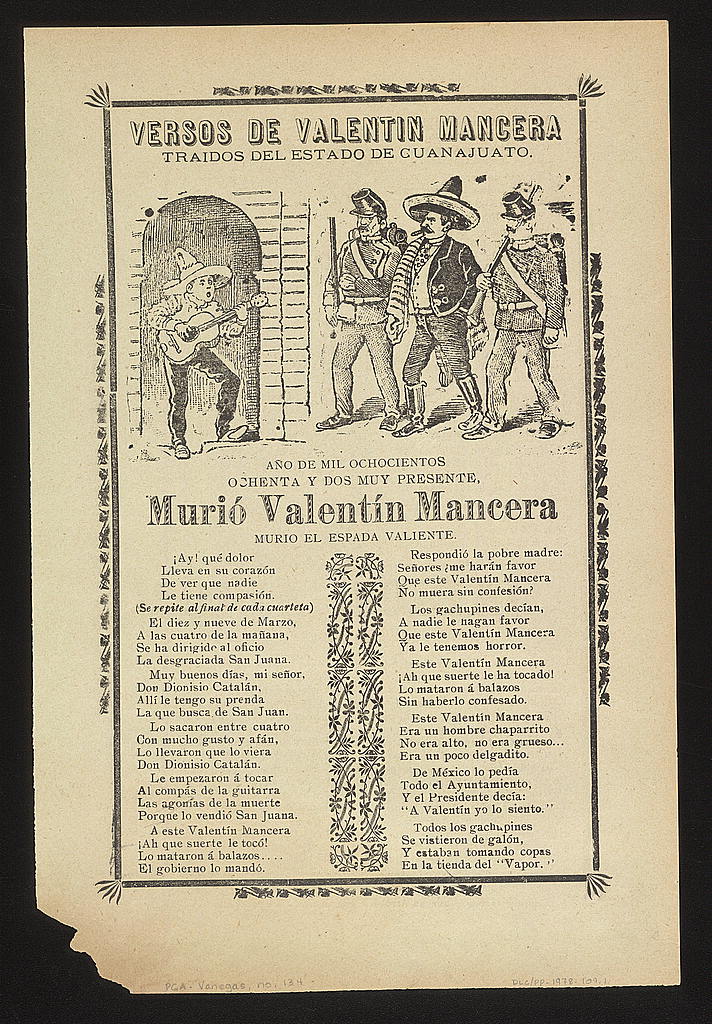 VERSOS DE VALENTIN MANCERA
TRAIDOS DEL ESTADO DE GUANAJUATO.
AÑO DE MIL OCHOCIENTOS
OCHENTA Y DOS MUY PRESENTE,
Murió Valentín Mancera
MURIO EL ESPADA VALIENTE.
¡Ay! qué dolor
Lleva en su corazón
De ver que nadie
Le tiene compasión.
(Se repite al final de cada cuarteta)
El diez y nueve de Marzo,
A las cuatro de la mañana,
Se ha dirigido al oficio
La desgraciada San Juana.
Muy buenos días, mi señor,
Don Dionisio Catalán,
Allí le tengo su prenda
La que busca de San Juan.
Lo sacaron entre cuatro
Con mucho gusto y afán,
Lo llevaron que lo viera
Don Dionisio Catalán.
Le empezaron á tocar
Al compás de la guitarra
Las agonías de la muerte
Porque lo vendió San Juana.
A este Valentín Mancera
¡Ah que suerte le tocó!
Lo mataron á balazos....
El gobierno lo mandó.
Respondió la pobre madre:
Señores ¿me harán favor
Que este Valentín Mancera
No muera sin confesión?
Los gachupines decían,
A nadie le hagan favor
Que este Valentín Mancera
Ya le tenemos horror.
Este Valentín Mancera
¡Ah que suerte le ha tocado!
Lo mataron á balazos
Sin haberlo confesado.
Este Valentín Mancera
Era un hombre chaparrito
No era alto, no era grueso...
Era un poco delgadito.
De México lo pedía
Todo el Ayuntamiento,
Y el Presidente decía:
"A Valentín yo lo siento."
Todos los gachupines
Se vistieron de galón,
Y estaban tomando copas
En la tienda del "Vapor."
PGA - Vanegas, no. 134
DLC/PP-1978:109.1